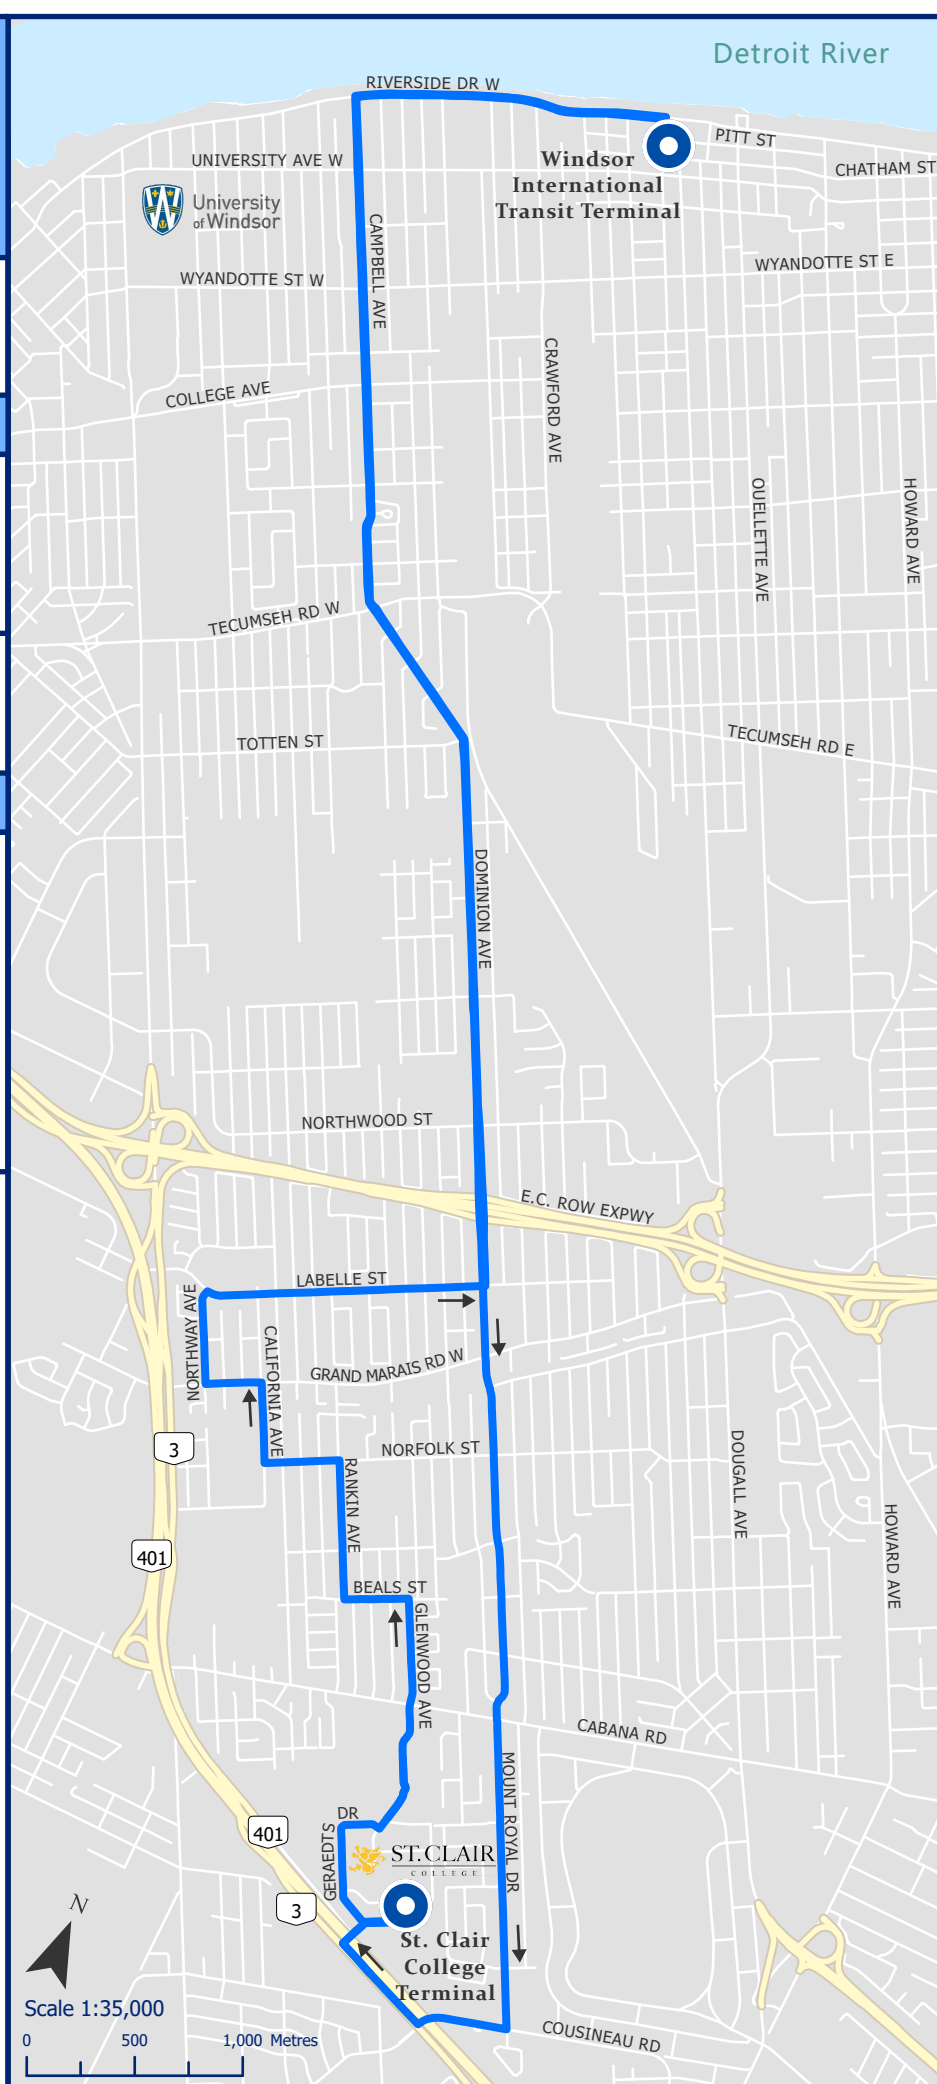 Detroit River
RIVERSIDE DR W
PITT ST
UNIVERSITY AVE W
Windsor
International
Transit Terminal
CHATHAM ST
University
of Windsor
CAMPBELL AVE
WYANDOTTE ST E
WYANDOTTE ST W
CRAWFORD AVE
COLLEGE AVE
OUELLETTE AVE
HOWARD AVE
TECUMSEH RD W
TOTTEN ST
TECUMSEH RD E
DOMINION AVE
NORTHWOOD ST
E.C. ROW EXPWY
LABELLE ST
NORTHWAY AVE
CALIFORNIA AVE
GRAND MARAIS RD W
3
NORFOLK ST
RANKIN AVE
DOUGALL AVE
HOWARD AVE
401
BEALS ST
GLENWOOD AVE
CABANA RD
MOUNT ROYAL DR
401
GERAEDTS
DR
ST. CLAIR
COLLEGE
3
N
St. Clair
College
Terminal
Scale 1:35,000
COUSINEAU RD
0 500 1,000 Metres